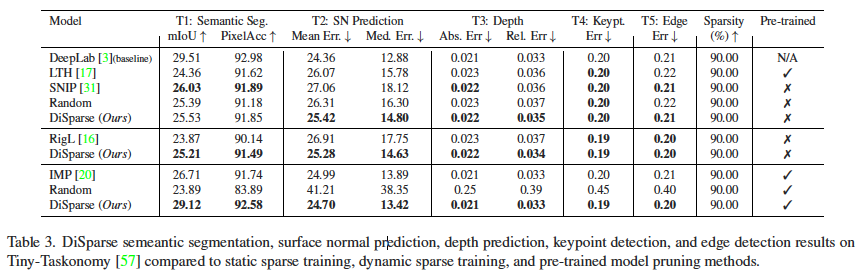 Model T1: Semantic Seg. T2: SN Prediction T3: Depth T4: Keypt. T5: Edge Sparsity Pre-trained
mIoU ↑ PixelAcc ↑ Mean Err. ↓ Med. Err. ↓ Abs. Err ↓ Rel. Err ↓ Err ↓ Err ↓ (%) ↑
DeepLab [3](baseline) 29.51 92.98 24.36 12.88 0.021 0.033 0.20 0.21 90.00 N/A
LTH [17] 24.36 91.62 26.07 15.78 0.023 0.036 0.20 0.22 90.00 ✓
SNIP [31] 26.03 91.89 27.06 18.12 0.022 0.036 0.20 0.21 90.00 ✗
Random 25.39 91.18 26.31 16.30 0.023 0.037 0.20 0.22 90.00 ✗
DiSparse (Ours) 25.53 91.85 25.42 14.80 0.022 0.035 0.20 0.21 90.00 ✗
RigL [16] 23.87 90.14 26.91 17.75 0.023 0.037 0.19 0.20 90.00 ✗
DiSparse (Ours) 25.21 91.49 25.28 14.63 0.022 0.034 0.19 0.20 90.00 ✗
IMP [20] 26.71 91.74 24.99 13.89 0.021 0.033 0.20 0.21 90.00 ✓
Random 23.89 83.89 41.21 38.35 0.25 0.39 0.45 0.40 90.00 ✓
DiSparse (Ours) 29.12 92.58 24.70 13.42 0.021 0.033 0.19 0.20 90.00 ✓
Table 3. DiSparse semeantic segmentation, surface normal prediction, depth prediction, keypoint detection, and edge detection results on
Tiny-Taskonomy [57] compared to static sparse training, dynamic sparse training, and pre-trained model pruning methods.